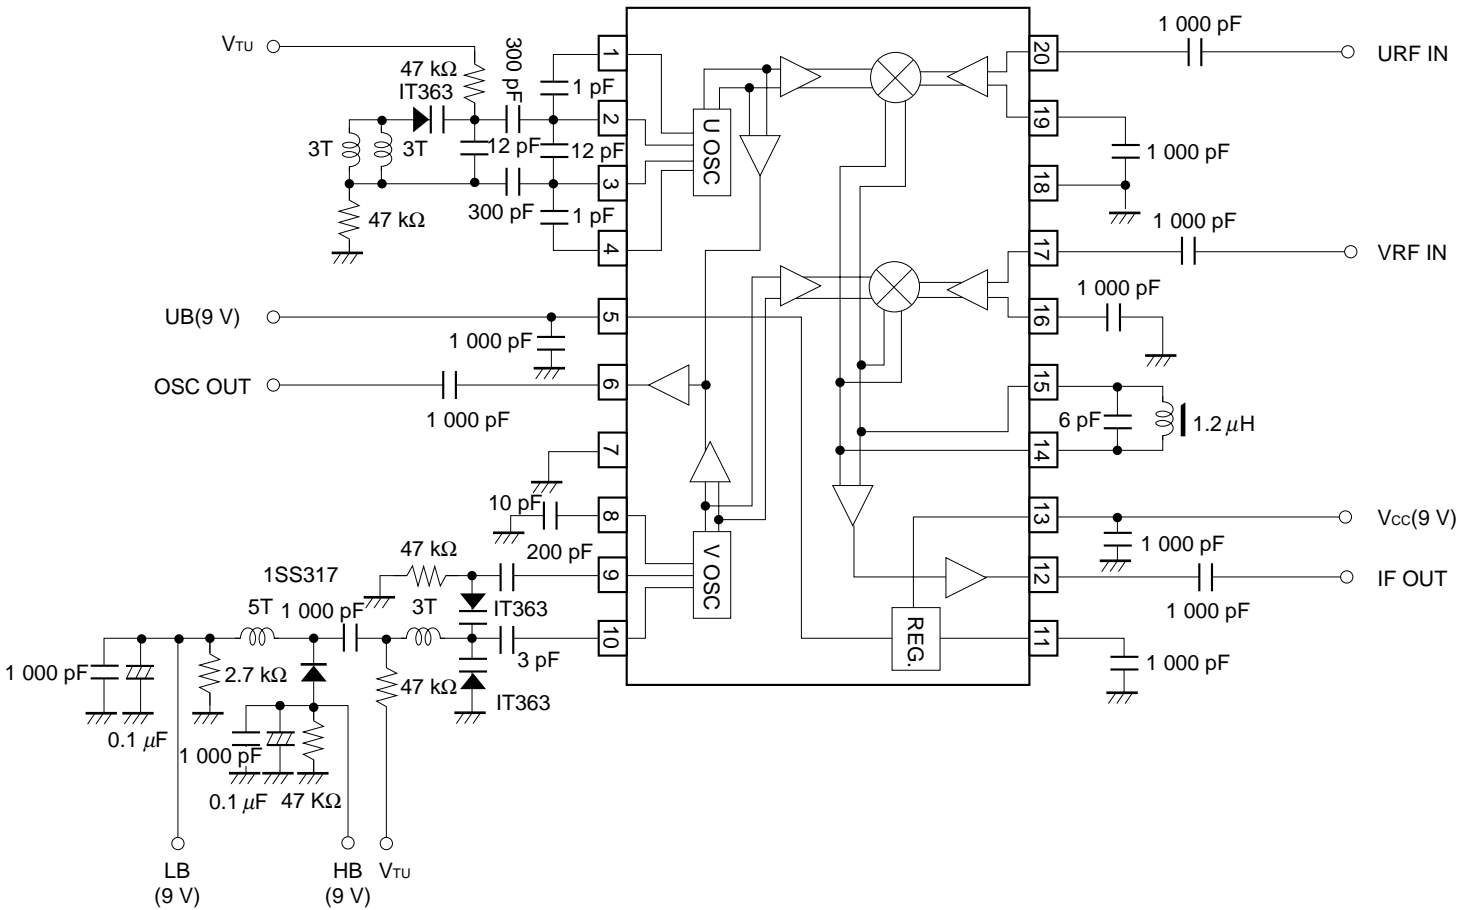 VTU
47 kΩ
IT363
300 pF
1 pF
3T
3T
12 pF
12 pF
300 pF
1 pF
47 kΩ
1
2
3
4
U OSC
20
19
18
17
16
1 000 pF
URF IN
1 000 pF
1 000 pF
VRF IN
1 000 pF
UB(9 V)
1 000 pF
5
OSC OUT
1 000 pF
6
7
15
14
6 pF
1.2 μH
10 pF
8
200 pF
47 kΩ
9
V OSC
13
1 000 pF
VCC(9 V)
12
1 000 pF
IF OUT
1SS317
5T
1 000 pF
3T
IT363
10
3 pF
REG.
11
1 000 pF
1 000 pF
0.1 μF
2.7 kΩ
47 kΩ
IT363
1 000 pF
0.1 μF
47 KΩ
LB
(9 V)
HB
(9 V)
VTU